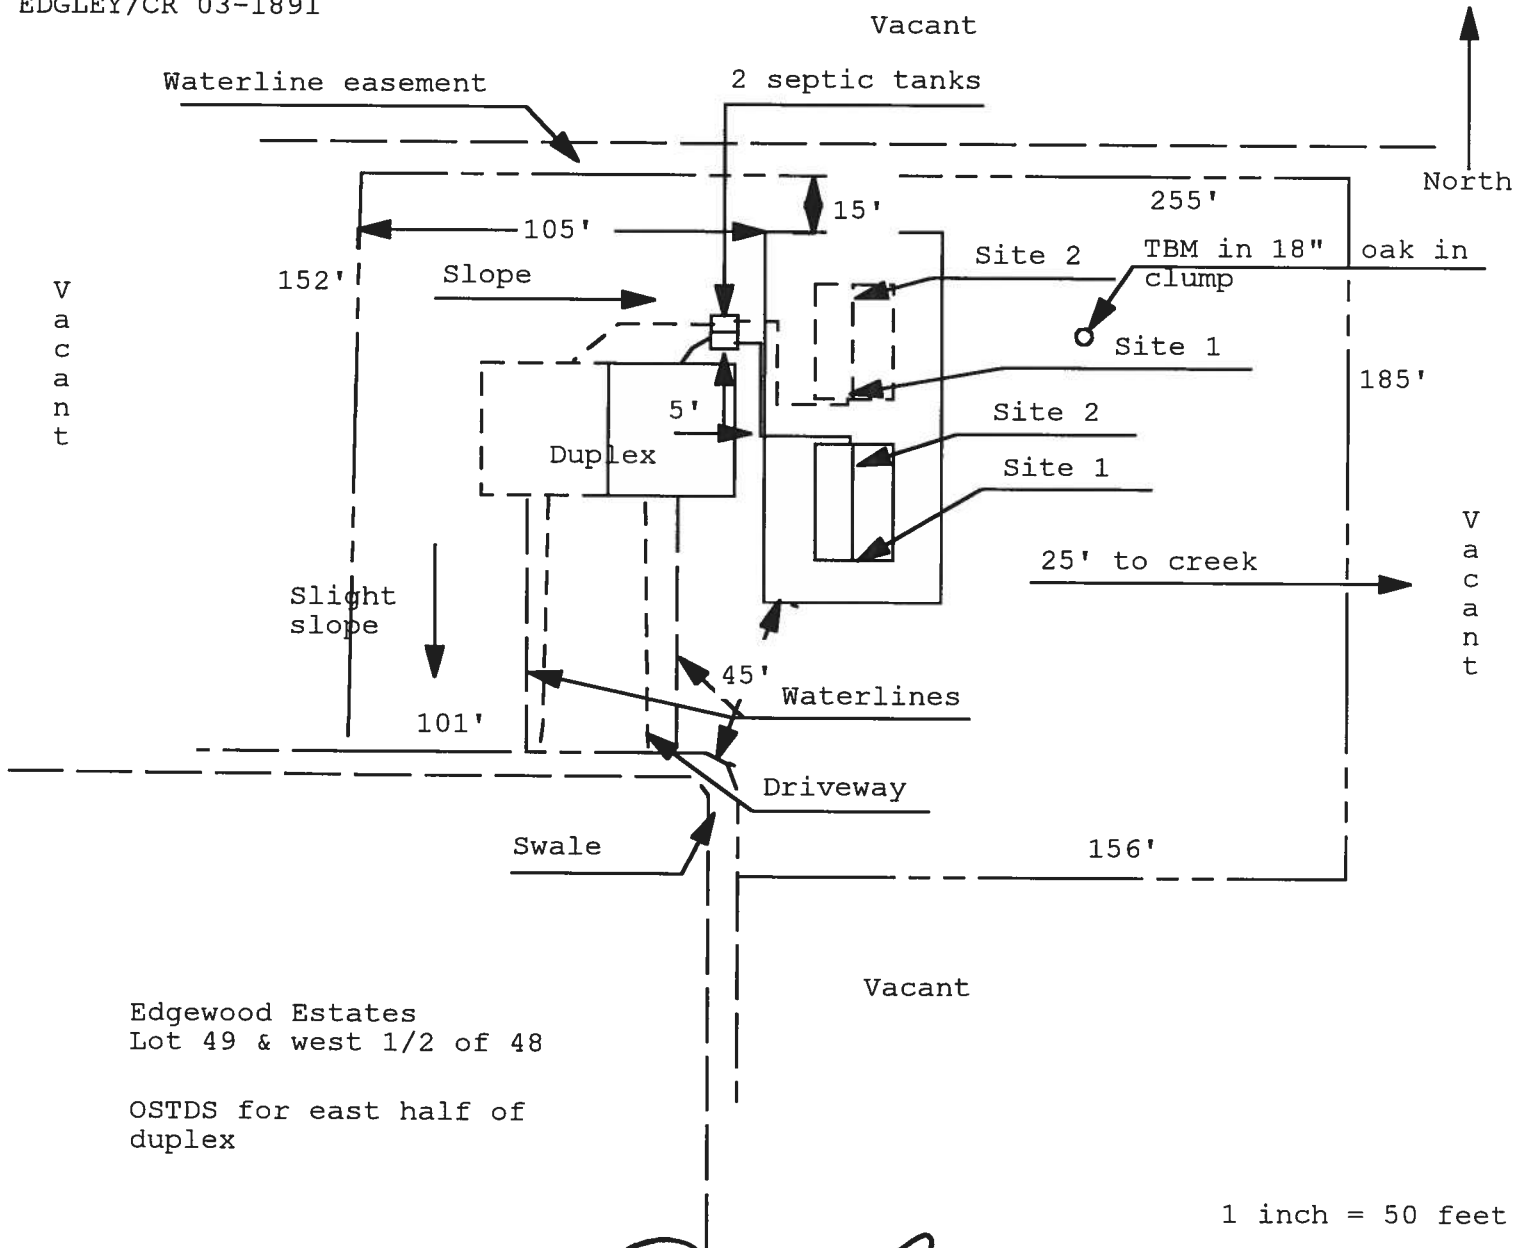 EDGLEY/CR 03-1891
Vacant
Waterline easement
2 septic tanks
North
15'
255'
105'
TBM in 18" oak in
clump
Site 2
152'
Slope
Vacant
Site 1
185'
5'
Site 2
Duplex
Site 1
Vacant
25' to creek
Slight
slope
45'
Waterlines
101'
Driveway
Swale
156'
Vacant
Edgewood Estates
Lot 49 & west 1/2 of 48
OSTDS for east half of
duplex
1 inch = 50 feet